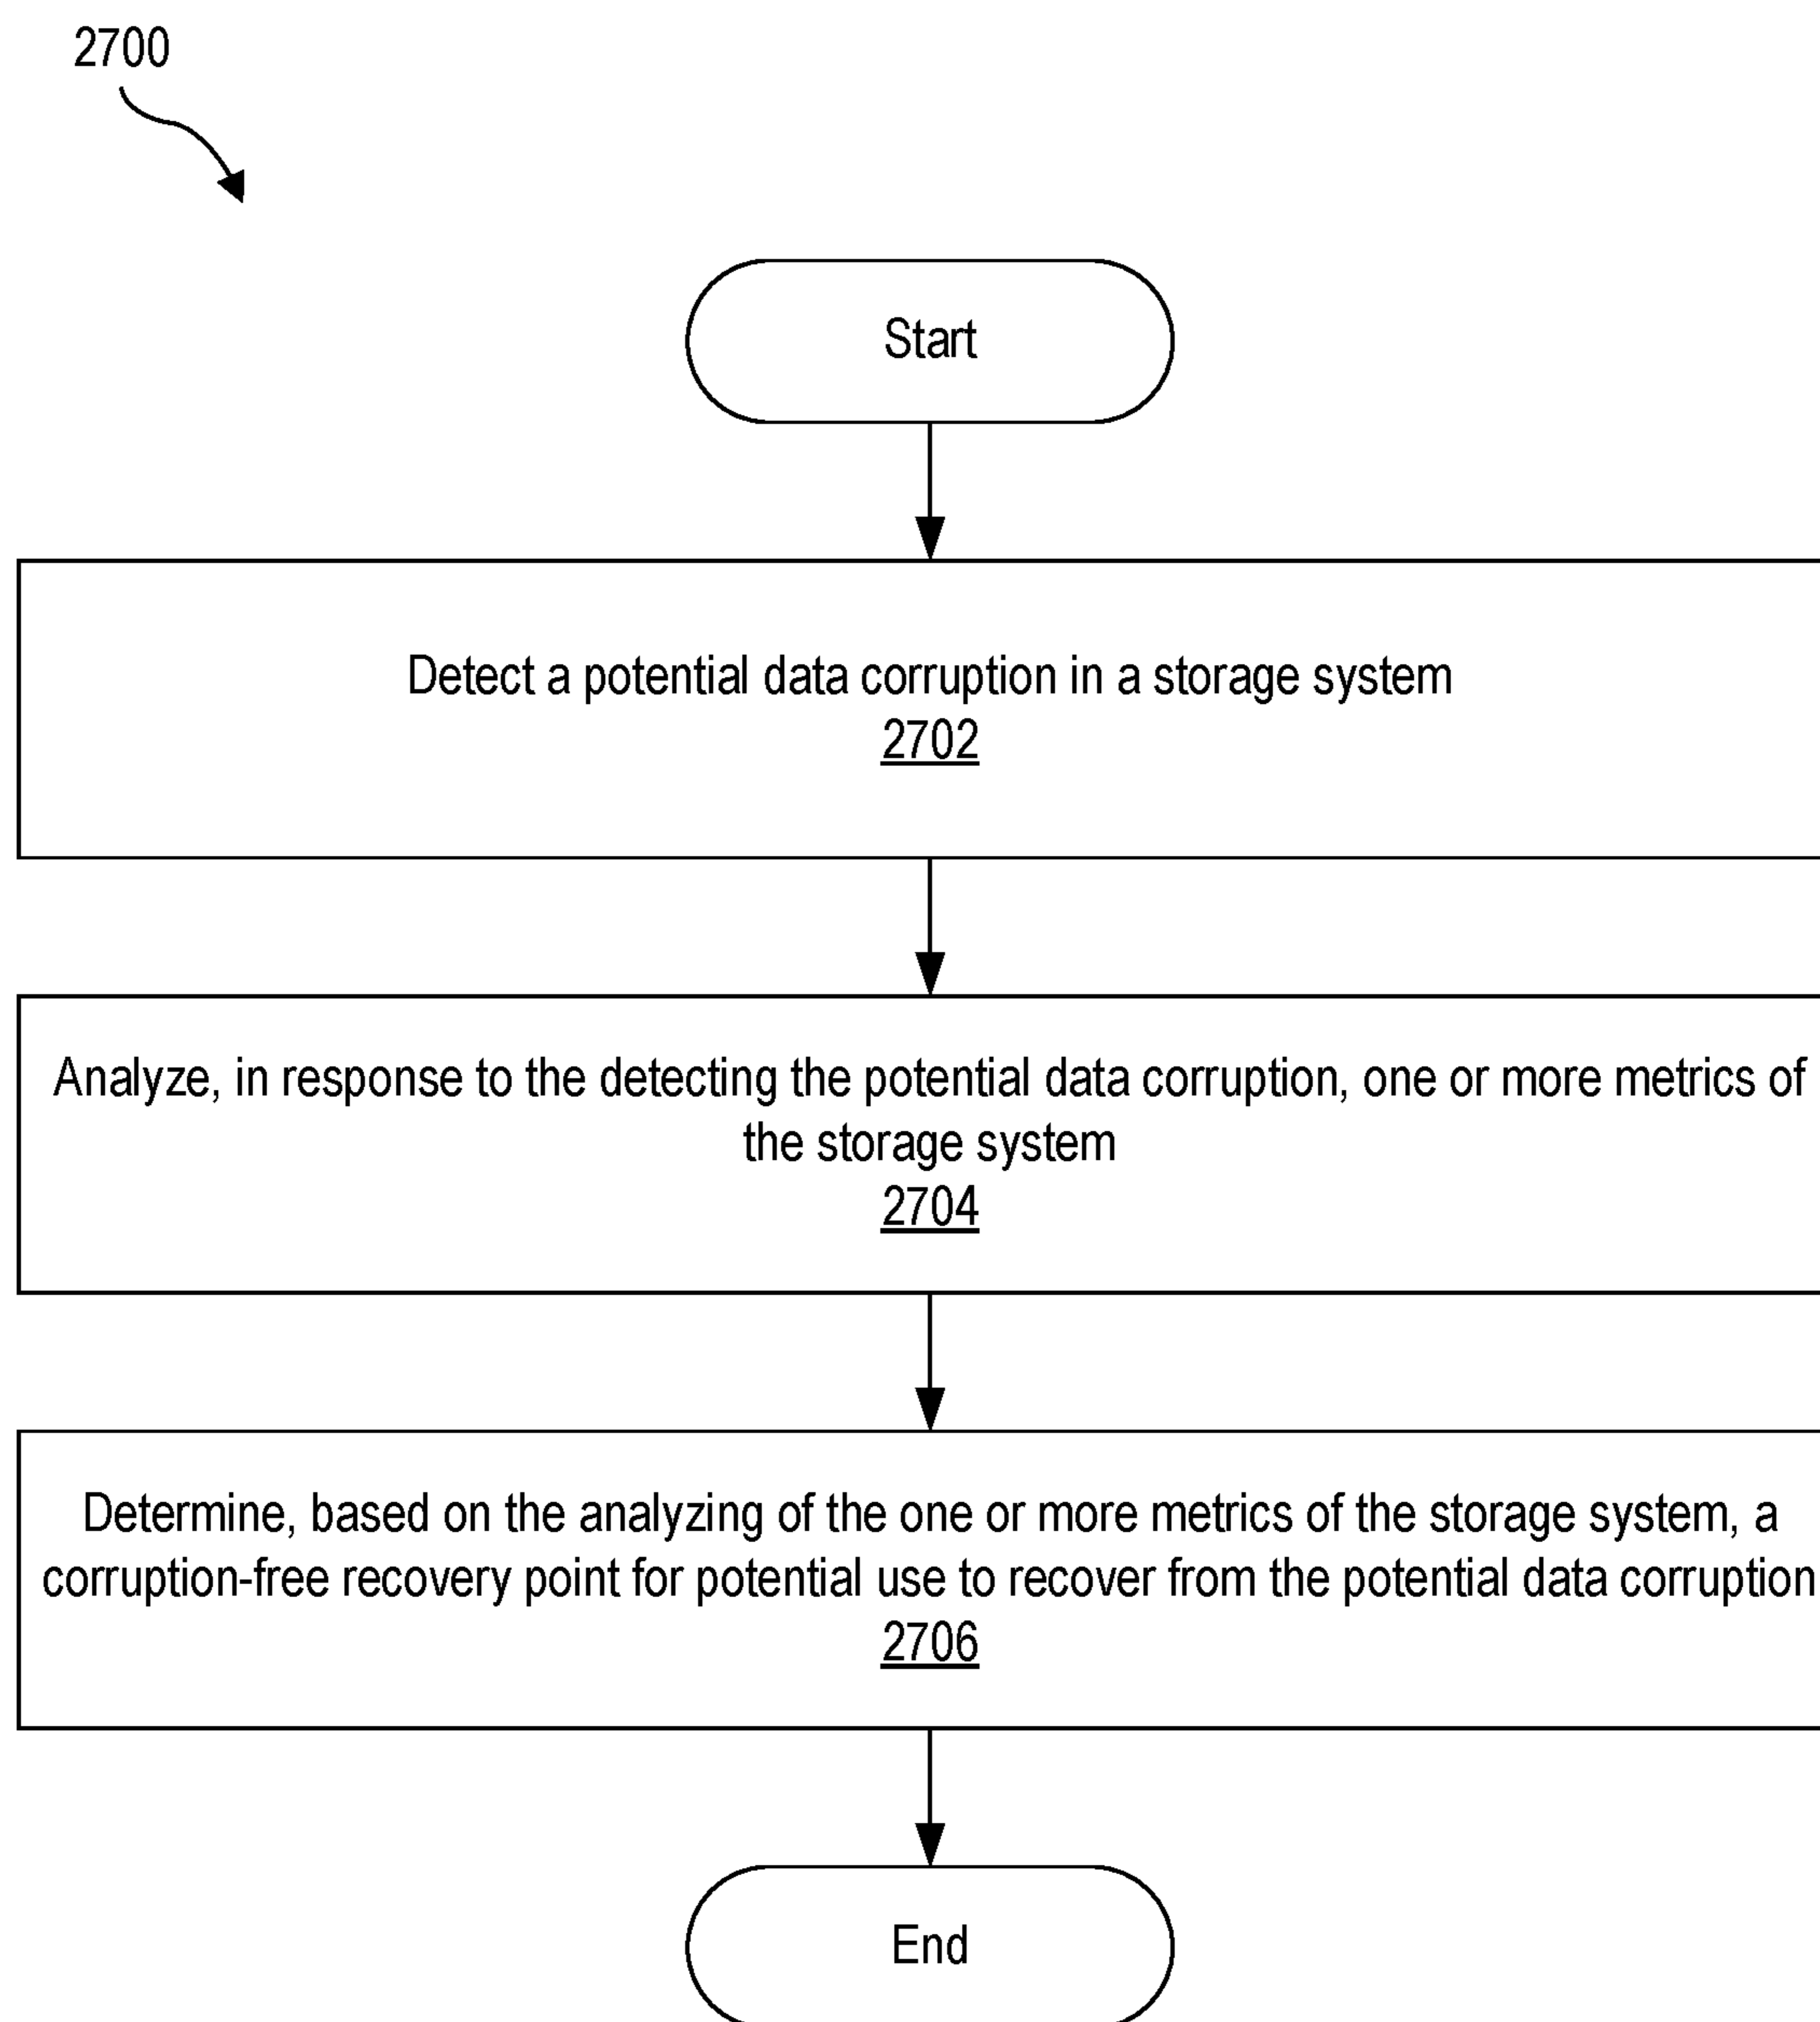 2700
Start
Detect a potential data corruption in a storage system
2702
Analyze, in response to the detecting the potential data corruption, one or more metrics of
the storage system
2704
Determine, based on the analyzing of the one or more metrics of the storage system, a
corruption-free recovery point for potential use to recover from the potential data corruption
2706
End